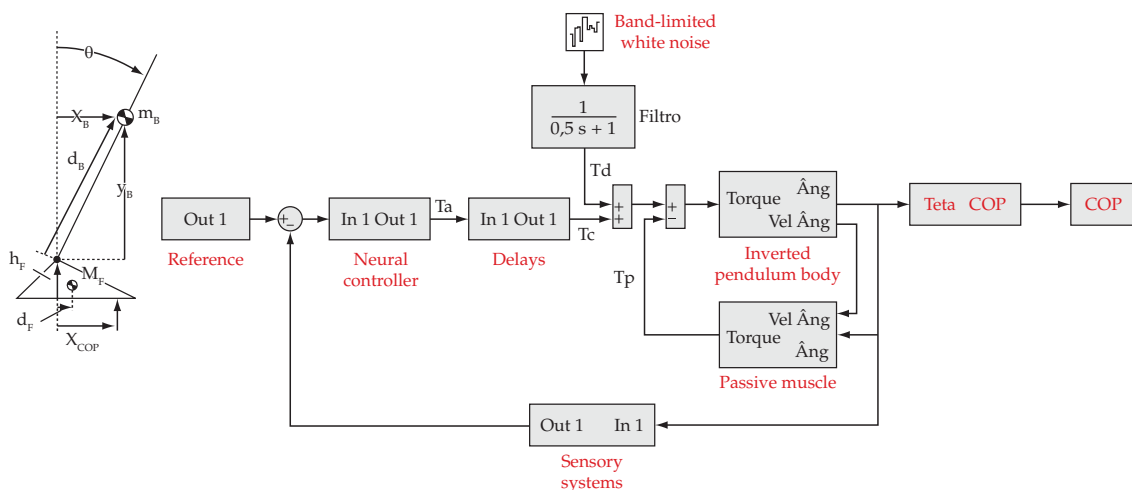 θ
X_B
m_B
d_B
y_B
h_F
M_F
d_F
X_COP
Band-limited
white noise
1
0,5 s + 1
Filtro
Td
Out 1
Reference
+
−
In 1 Out 1
Neural
controller
Ta
In 1 Out 1
Delays
Tc
+
+
+
−
Tp
Torque
Âng
Vel Âng
Inverted
pendulum body
Teta COP
COP
Vel Âng
Torque
Âng
Passive muscle
Out 1 In 1
Sensory
systems